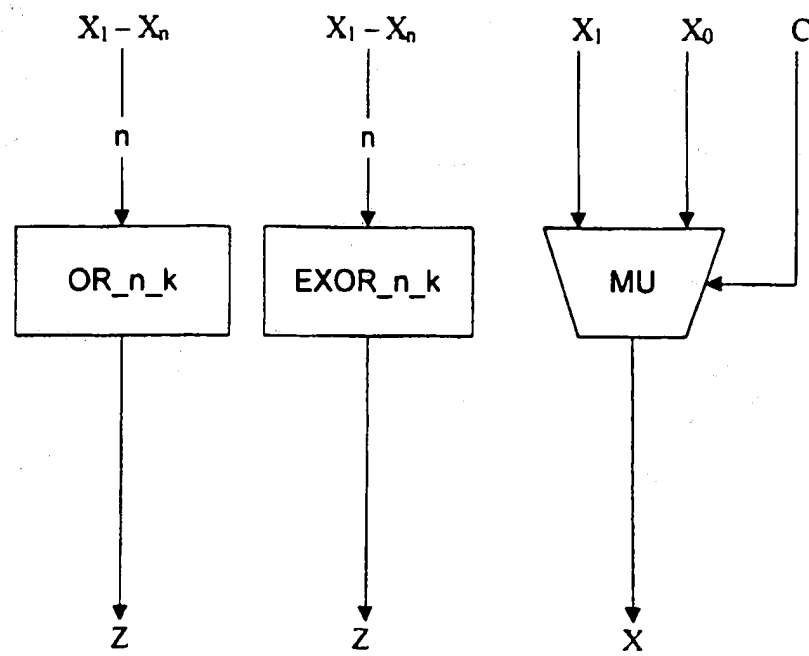 X₁ – Xₙ X₁ – Xₙ X₁ X₀ C
n n
OR_n_k EXOR_n_k MU
Z Z X